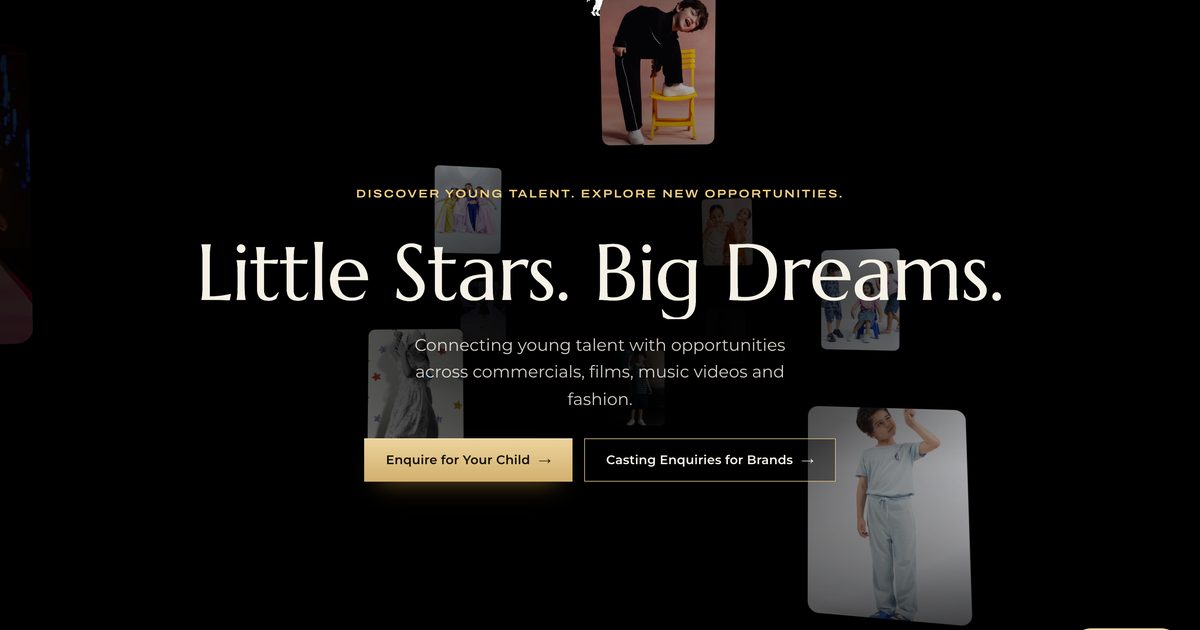 DISCOVER YOUNG TALENT. EXPLORE NEW OPPORTUNITIES.
Little Stars. Big Dreams.
Connecting young talent with opportunities
across commercials, films, music videos and
fashion.
Enquire for Your Child →
Casting Enquiries for Brands →